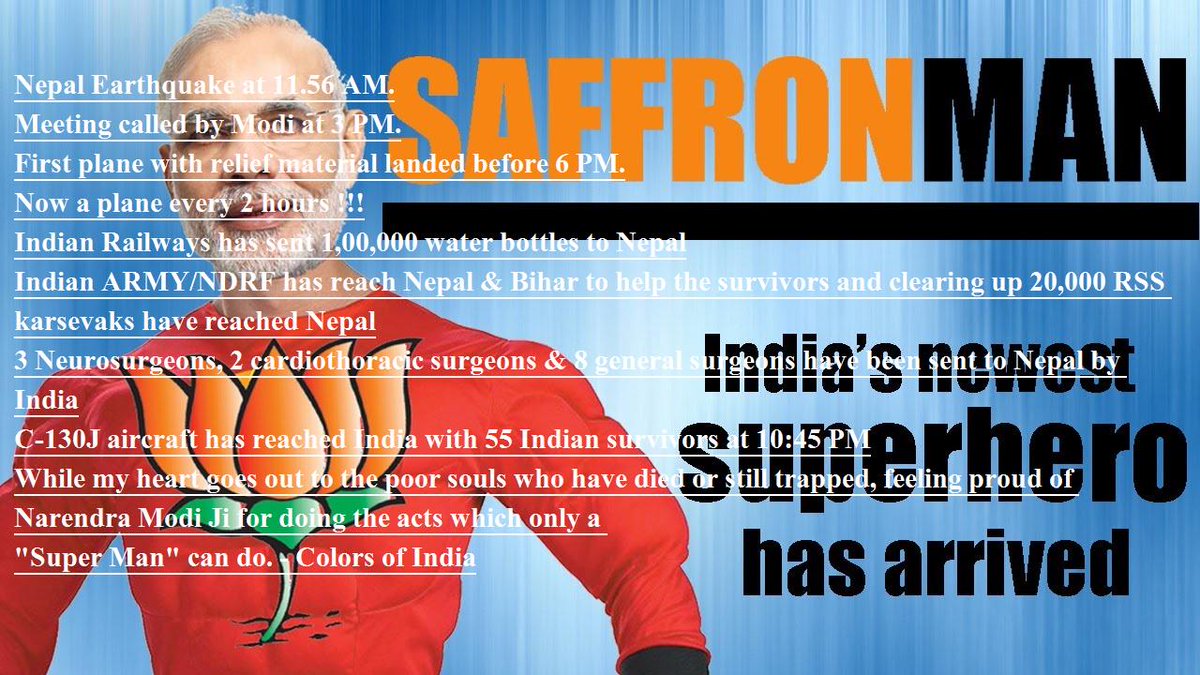 SAFFRONMAN
Nepal Earthquake at 11.56 AM.
Meeting called by Modi at 3 PM.
First plane with relief material landed before 6 PM.
Now a plane every 2 hours !!!
Indian Railways has sent 1,00,000 water bottles to Nepal
Indian ARMY/NDRF has reach Nepal & Bihar to help the survivors and clearing up 20,000 RSS
karsevaks have reached Nepal
3 Neurosurgeons, 2 cardiothoracic surgeons & 8 general surgeons have been sent to Nepal by
India
C-130J aircraft has reached India with 55 Indian survivors at 10:45 PM
While my heart goes out to the poor souls who have died or still trapped, feeling proud of
Narendra Modi Ji for doing the acts which only a
"Super Man" can do. - Colors of India
India's newest
superhero
has arrived